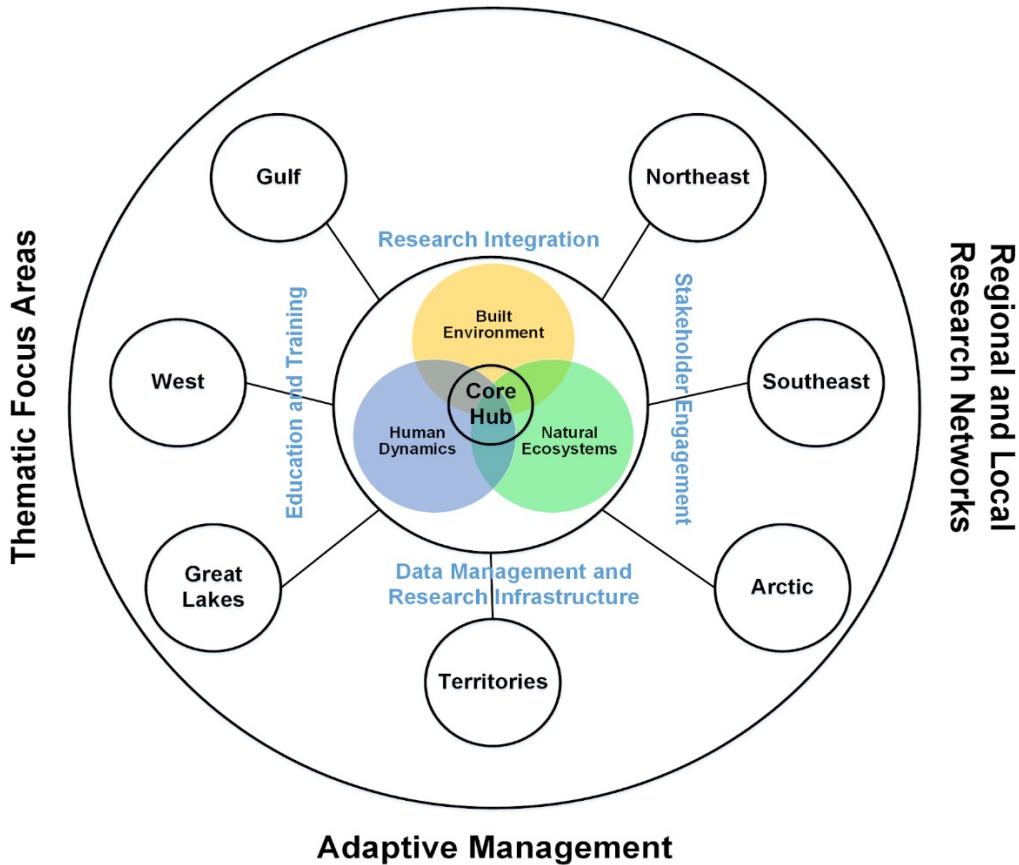 Gulf
Northeast
Research Integration
Thematic Focus Areas
Regional and Local
Research Networks
Education and Training
Stakeholder Engagement
Built
Environment
West
Southeast
Core
Hub
Human
Dynamics
Natural
Ecosystems
Great
Lakes
Data Management and
Research Infrastructure
Arctic
Territories
Adaptive Management